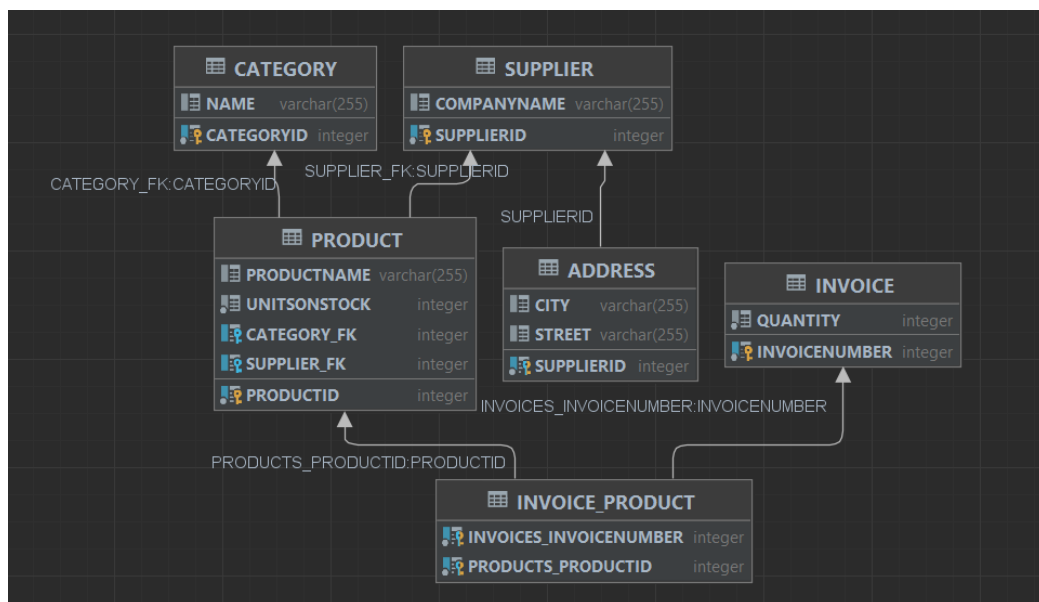 CATEGORY
NAME varchar(255)
CATEGORYID integer
SUPPLIER
COMPANYNAME varchar(255)
SUPPLIERID integer
CATEGORY_FK:CATEGORYID
SUPPLIER_FK:SUPPLIERID
SUPPLIERID
PRODUCT
PRODUCTNAME varchar(255)
UNITSONSTOCK integer
CATEGORY_FK integer
SUPPLIER_FK integer
PRODUCTID integer
ADDRESS
CITY varchar(255)
STREET varchar(255)
SUPPLIERID integer
INVOICE
QUANTITY integer
INVOICENUMBER integer
INVOICES_INVOICENUMBER:INVOICENUMBER
PRODUCTS_PRODUCTID:PRODUCTID
INVOICE_PRODUCT
INVOICES_INVOICENUMBER integer
PRODUCTS_PRODUCTID integer